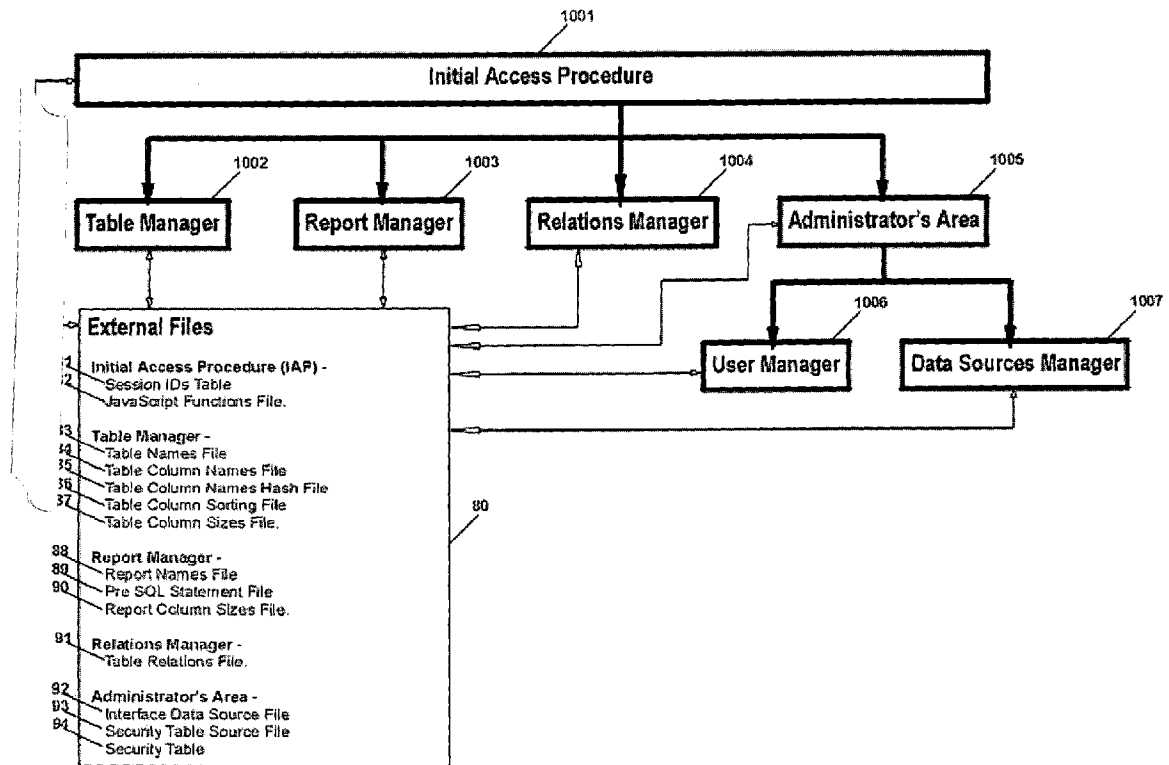 1001
Initial Access Procedure
1002
1003
1004
1005
Table Manager
Report Manager
Relations Manager
Administrator's Area
1006
1007
User Manager
Data Sources Manager
External Files
Initial Access Procedure (IAP) -
Session IDs Table
JavaScript Functions File.
Table Manager -
Table Names File
Table Column Names File
Table Column Names Hash File
Table Column Sorting File
Table Column Sizes File.
80
88
Report Manager -
89
Report Names File
90
Pre SQL Statement File
Report Column Sizes File.
91
Relations Manager -
Table Relations File.
92
Administrator's Area -
93
Interface Data Source File
94
Security Table Source File
Security Table